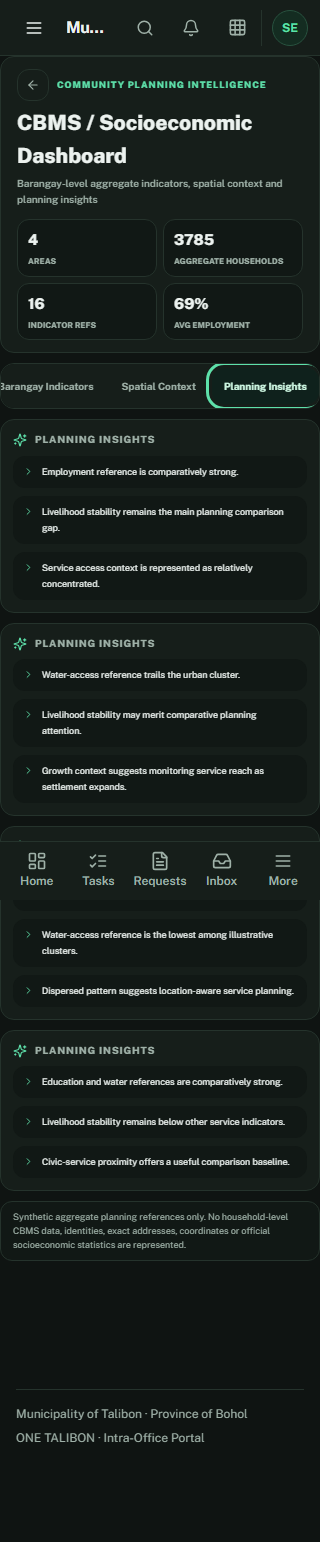 Mu...
SE
COMMUNITY PLANNING INTELLIGENCE
CBMS / Socioeconomic
Dashboard
Barangay-level aggregate indicators, spatial context and
planning insights
4
AREAS
3785
AGGREGATE HOUSEHOLDS
16
INDICATOR REFS
69%
AVG EMPLOYMENT
Barangay Indicators
Spatial Context
Planning Insights
PLANNING INSIGHTS
Employment reference is comparatively strong.
Livelihood stability remains the main planning comparison
gap.
Service access context is represented as relatively
concentrated.
PLANNING INSIGHTS
Water-access reference trails the urban cluster.
Livelihood stability may merit comparative planning
attention.
Growth context suggests monitoring service reach as
settlement expands.
Home
Tasks
Requests
Inbox
More
Water-access reference is the lowest among illustrative
clusters.
Dispersed pattern suggests location-aware service planning.
PLANNING INSIGHTS
Education and water references are comparatively strong.
Livelihood stability remains below other service indicators.
Civic-service proximity offers a useful comparison baseline.
Synthetic aggregate planning references only. No household-level
CBMS data, identities, exact addresses, coordinates or official
socioeconomic statistics are represented.
Municipality of Talibon · Province of Bohol
ONE TALIBON · Intra-Office Portal